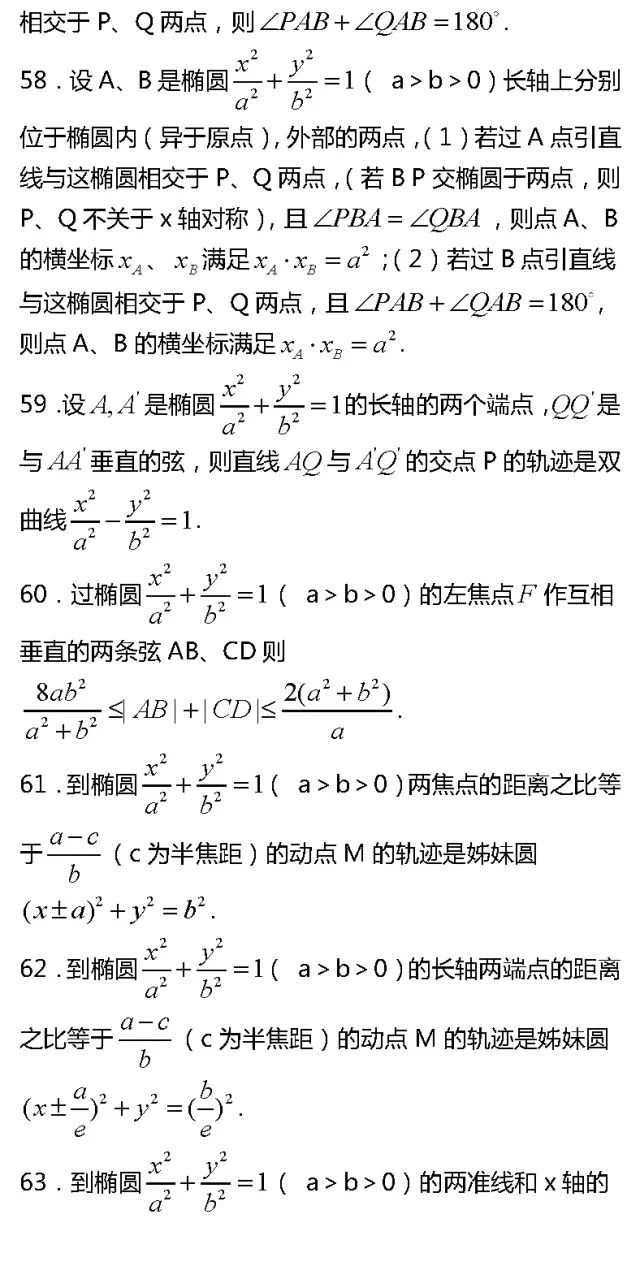 相交于 P、Q 两点，则∠PAB+∠QAB=180°.
58．设 A、B 是椭圆x²/a²+y²/b²=1（ a>b>0）长轴上分别
位于椭圆内（异于原点），外部的两点，（1）若过 A 点引直
线与这椭圆相交于 P、Q 两点，（若 B P 交椭圆于两点，则
P、Q 不关于 x 轴对称），且∠PBA=∠QBA，则点 A、B
的横坐标 x_A、 x_B 满足 x_A·x_B=a²；（2）若过 B 点引直线
与这椭圆相交于 P、Q 两点，且∠PAB+∠QAB=180°，
则点 A、B 的横坐标满足 x_A·x_B=a².
59 .设 A,A'是椭圆x²/a²+y²/b²=1的长轴的两个端点，QQ'是
与 AA'垂直的弦，则直线 AQ 与 A'Q'的交点 P 的轨迹是双
曲线x²/a²-y²/b²=1.
60．过椭圆x²/a²+y²/b²=1（ a>b>0）的左焦点 F 作互相
垂直的两条弦 AB、CD 则
8ab²/(a²+b²)≤|AB|+|CD|≤2(a²+b²)/a.
61．到椭圆x²/a²+y²/b²=1（ a>b>0）两焦点的距离之比等
于(a-c)/b（c 为半焦距）的动点 M 的轨迹是姊妹圆
(x±a)²+y²=b².
62．到椭圆x²/a²+y²/b²=1（ a>b>0）的长轴两端点的距离
之比等于(a-c)/b（c 为半焦距）的动点 M 的轨迹是姊妹圆
(x±a/e)²+y²=(b/e)².
63．到椭圆x²/a²+y²/b²=1（ a>b>0）的两准线和 x 轴的